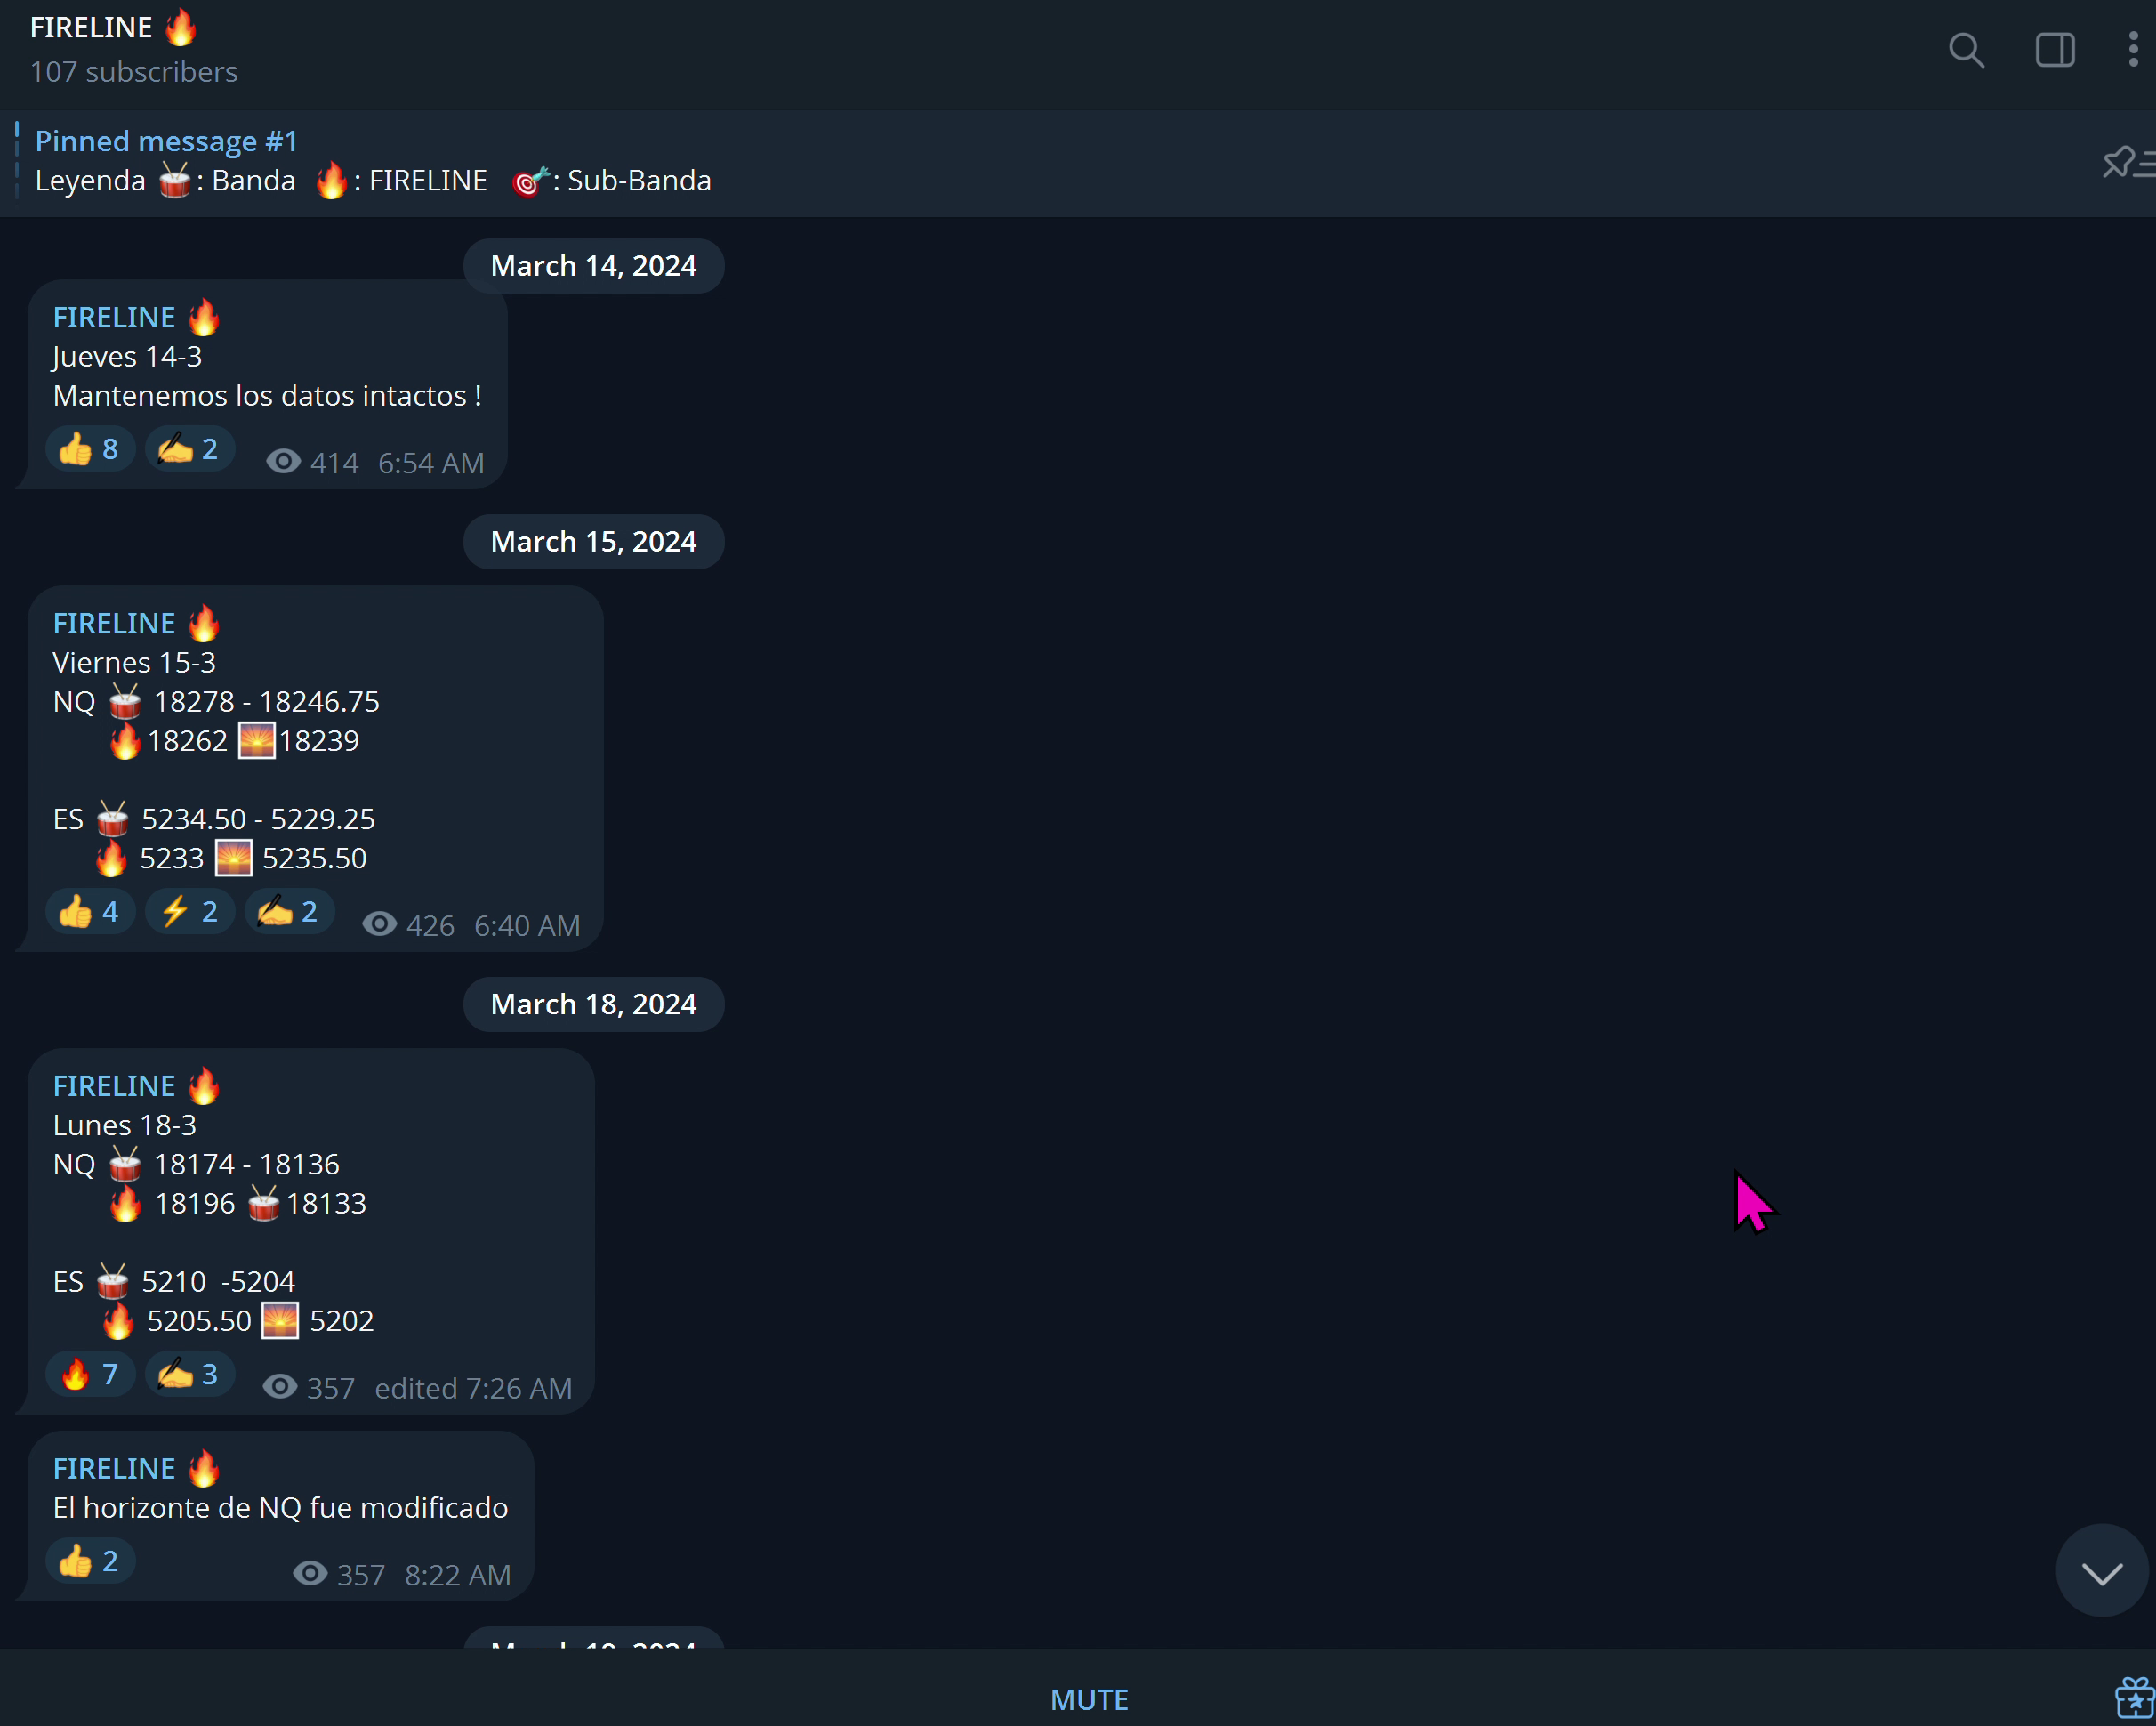 FIRELINE 🔥
107 subscribers
Pinned message #1
Leyenda 🥁: Banda 🔥: FIRELINE 🎯: Sub-Banda
March 14, 2024
FIRELINE 🔥
Jueves 14-3
Mantenemos los datos intactos !
👍 8 ✍️ 2 414 6:54 AM
March 15, 2024
FIRELINE 🔥
Viernes 15-3
NQ 🥁 18278 - 18246.75
🔥18262 🌅18239
ES 🥁 5234.50 - 5229.25
🔥 5233 🌅 5235.50
👍 4 ⚡ 2 ✍️ 2 426 6:40 AM
March 18, 2024
FIRELINE 🔥
Lunes 18-3
NQ 🥁 18174 - 18136
🔥 18196 🥁18133
ES 🥁 5210 -5204
🔥 5205.50 🌅 5202
🔥 7 ✍️ 3 357 edited 7:26 AM
FIRELINE 🔥
El horizonte de NQ fue modificado
👍 2 357 8:22 AM
March 19, 2024
MUTE